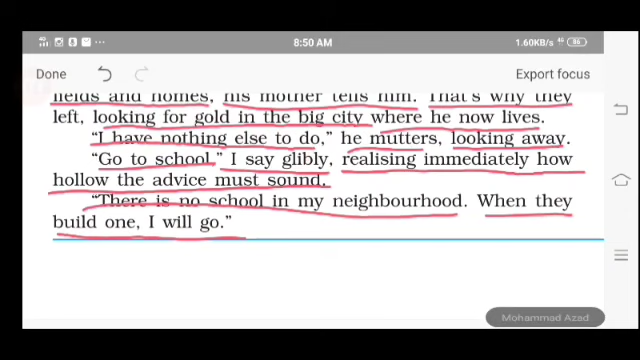 8:50 AM
1.60KB/s 4G 86
Done
Export focus
fields and homes, his mother tells him. That's why they
left, looking for gold in the big city where he now lives.
“I have nothing else to do,” he mutters, looking away.
“Go to school,” I say glibly, realising immediately how
hollow the advice must sound.
“There is no school in my neighbourhood. When they
build one, I will go.”
Mohammad Azad